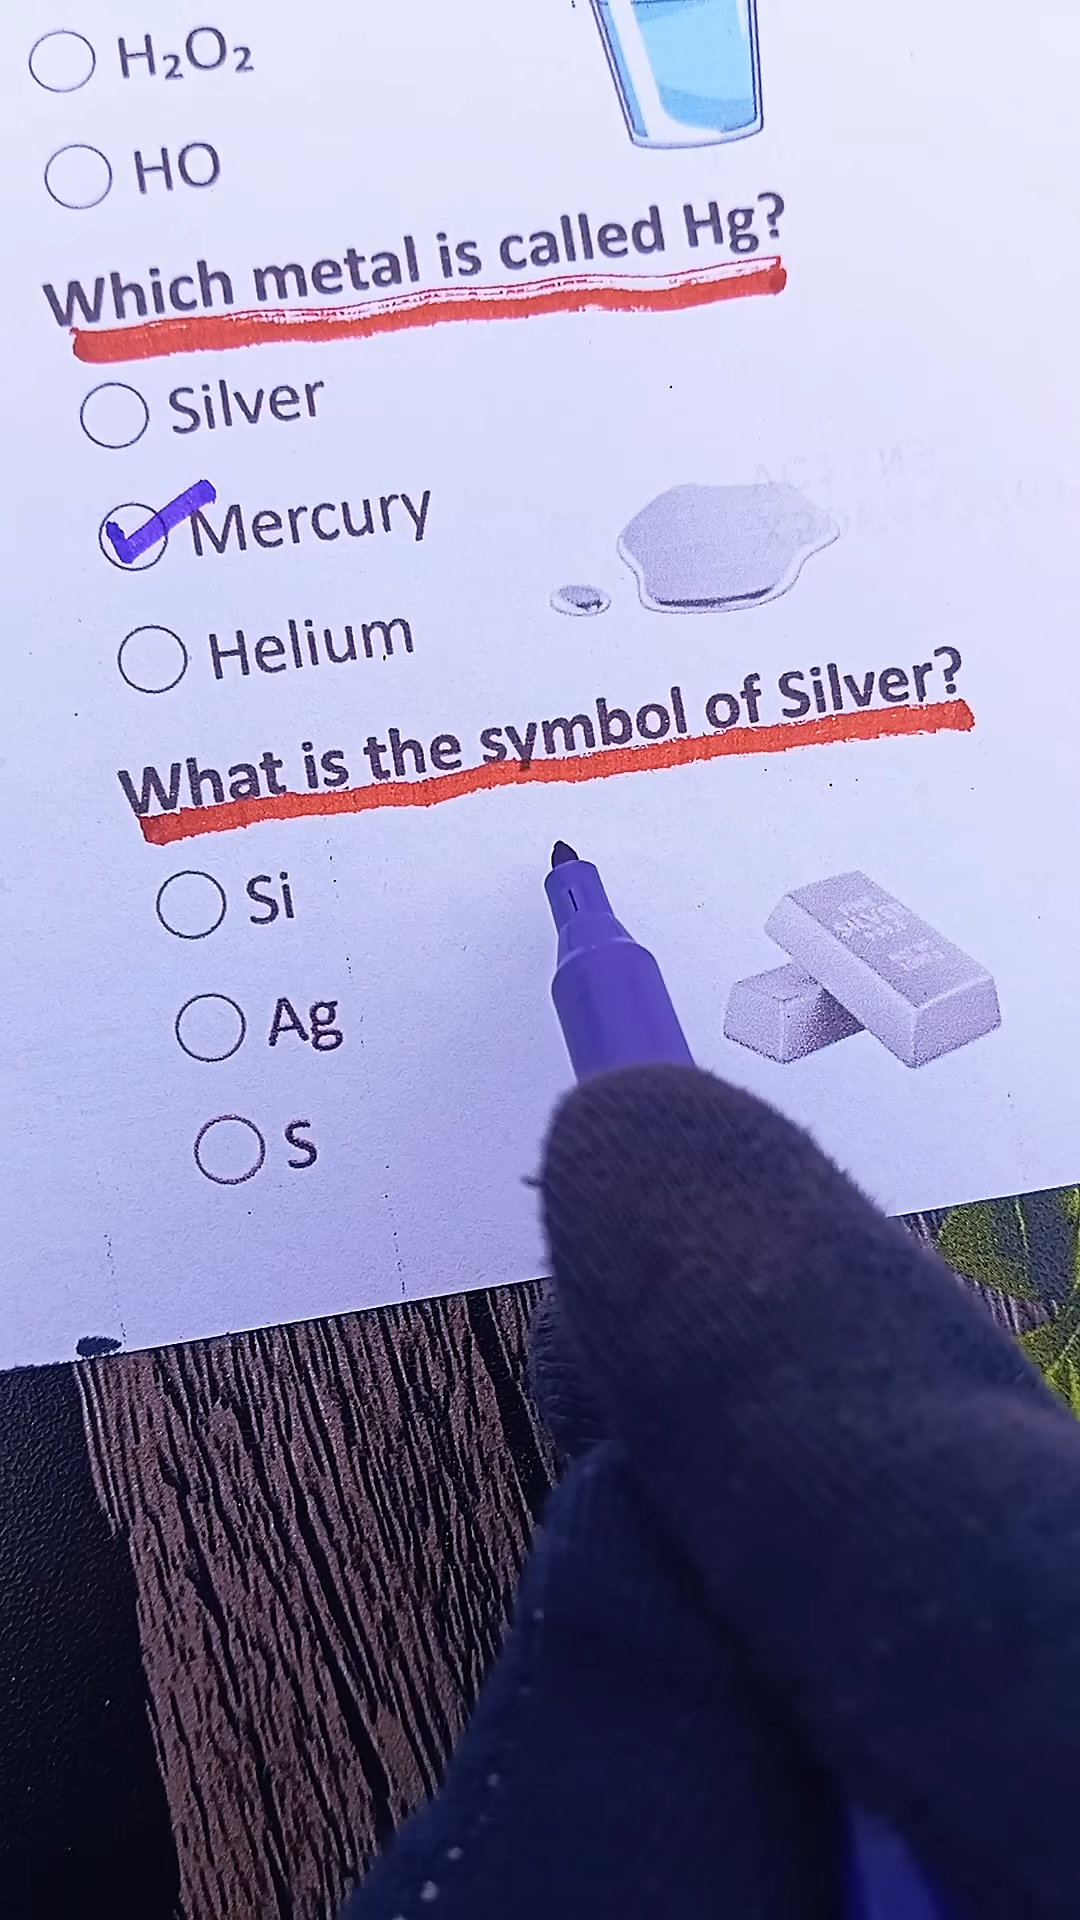 H₂O₂
HO
Which metal is called Hg?
Silver
Mercury
Helium
What is the symbol of Silver?
Si
Ag
S